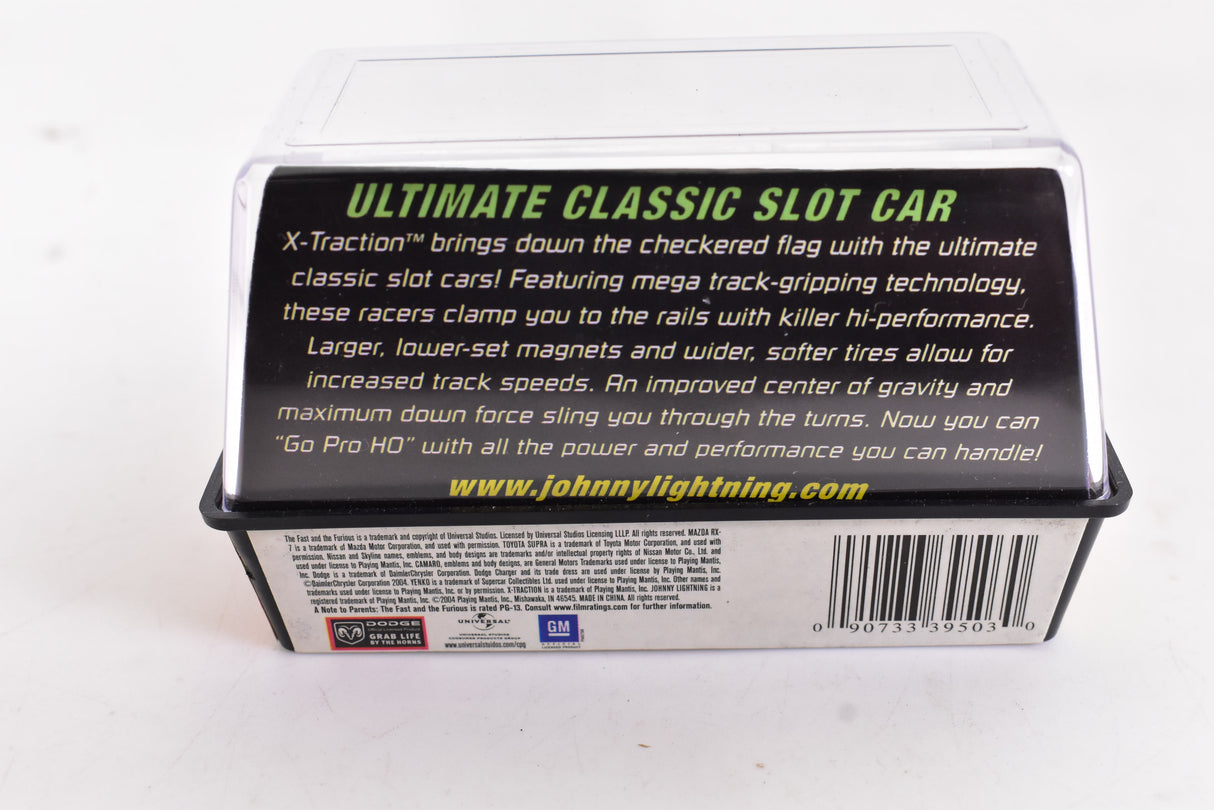 ULTIMATE CLASSIC SLOT CAR
X-Traction™ brings down the checkered flag with the ultimate
classic slot cars! Featuring mega track-gripping technology,
these racers clamp you to the rails with killer hi-performance.
Larger, lower-set magnets and wider, softer tires allow for
increased track speeds. An improved center of gravity and
maximum down force sling you through the turns. Now you can
"Go Pro HO" with all the power and performance you can handle!
www.johnnylightning.com
The Fast and the Furious is a trademark and copyright of Universal Studios. Licensed by Universal Studios Licensing LLLP. All rights reserved. MAZDA RX-
7 is a trademark of Mazda Motor Corporation, and used with permission. TOYOTA SUPRA is a trademark of Toyota Motor Corporation, and used with
permission. Nissan and Skyline names, emblems, and body designs are trademarks and/or intellectual property rights of Nissan Motor Co., Ltd. and
used under license to Playing Mantis, Inc. CAMARO, emblems and body designs, are General Motors Trademarks used under license to Playing Mantis,
Inc. Dodge is a trademark of DaimlerChrysler Corporation. Dodge Charger and its trade dress are used under license by Playing Mantis, Inc.
©DaimlerChrysler Corporation 2004. YENKO is a trademark of Supercar Collectibles Ltd. used under license to Playing Mantis, Inc. Other names and
trademarks used under license to Playing Mantis, Inc. or by permission. X-TRACTION is a trademark of Playing Mantis, Inc. JOHNNY LIGHTNING is a
registered trademark of Playing Mantis, Inc. ©2004 Playing Mantis, Inc., Mishawaka, IN 46545. MADE IN CHINA. All rights reserved.
A Note to Parents: The Fast and the Furious is rated PG-13. Consult www.filmratings.com for further information.
DODGE
Official Licensed Product
GRAB LIFE
BY THE HORNS
UNIVERSAL
UNIVERSAL STUDIOS
CONSUMER PRODUCTS GROUP
www.universalstudios.com/cpg
GM
OFFICIAL
LICENSED PRODUCT
0 90733 39503 0